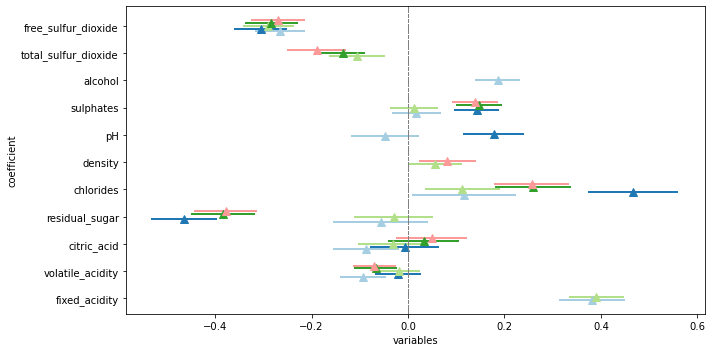 free_sulfur_dioxide
total_sulfur_dioxide
alcohol
sulphates
pH
density
chlorides
residual_sugar
citric_acid
volatile_acidity
fixed_acidity
coefficient
−0.4 −0.2 0.0 0.2 0.4 0.6
variables